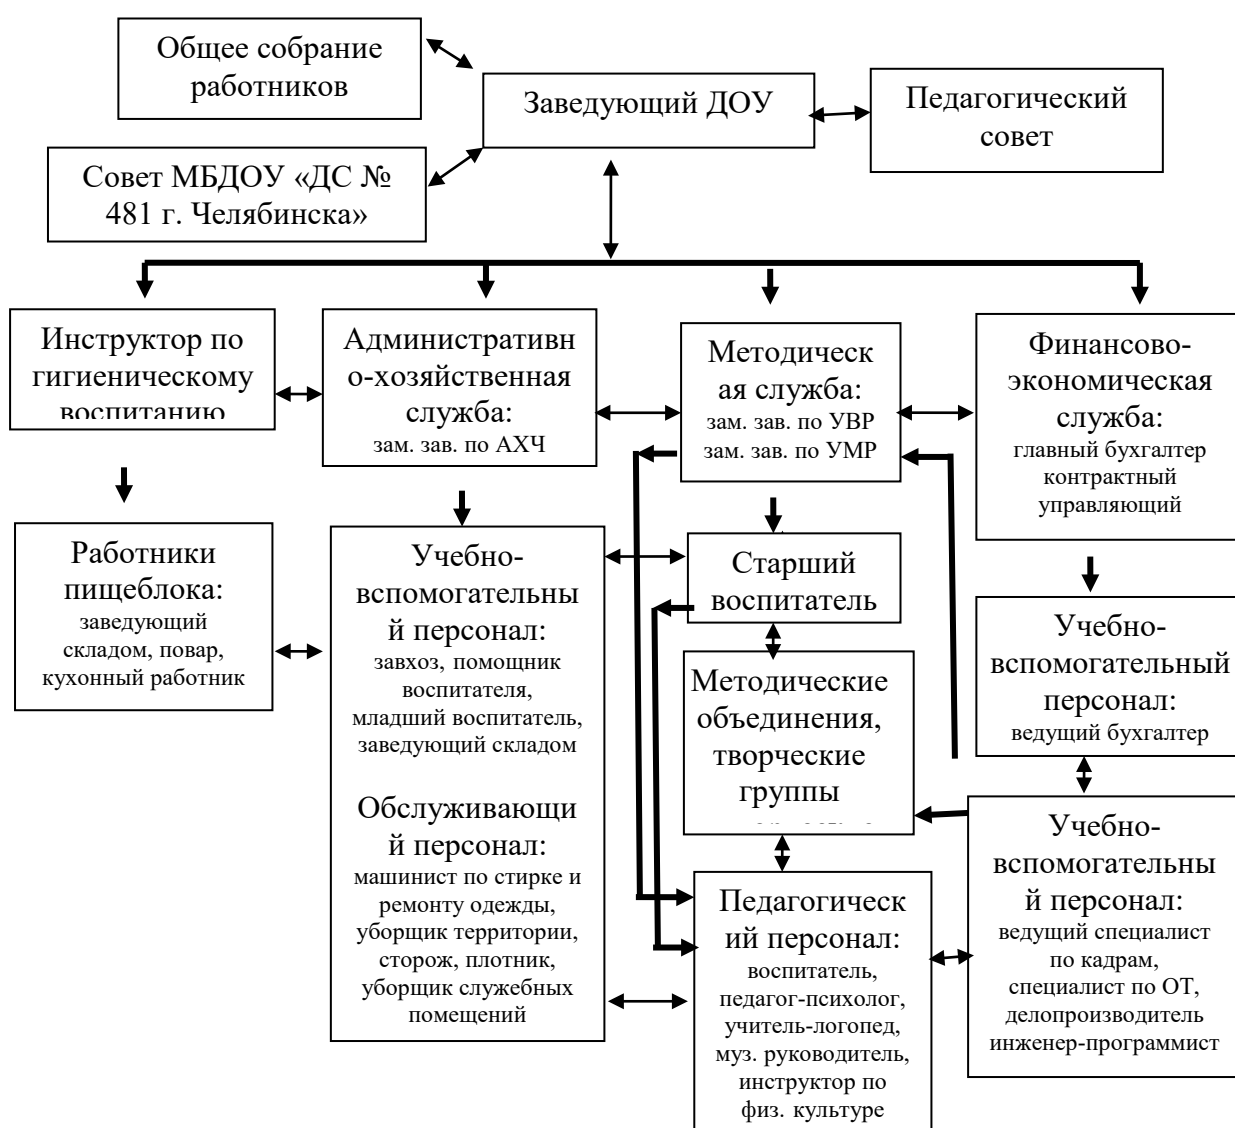 Общее собрание
работников
Заведующий ДОУ
Педагогический
совет
Совет МБДОУ «ДС №
481 г. Челябинска»
Инструктор по
гигиеническому
воспитанию
Административн
о-хозяйственная
служба:
зам. зав. по АХЧ
Методическ
ая служба:
зам. зав. по УВР
зам. зав. по УМР
Финансово-
экономическая
служба:
главный бухгалтер
контрактный
управляющий
Работники
пищеблока:
заведующий
складом, повар,
кухонный работник
Учебно-
вспомогательны
й персонал:
завхоз, помощник
воспитателя,
младший воспитатель,
заведующий складом
Обслуживающи
й персонал:
машинист по стирке и
ремонту одежды,
уборщик территории,
сторож, плотник,
уборщик служебных
помещений
Старший
воспитатель
Методические
объединения,
творческие
группы
Педагогическ
ий персонал:
воспитатель,
педагог-психолог,
учитель-логопед,
муз. руководитель,
инструктор по
физ. культуре
Учебно-
вспомогательный
персонал:
ведущий бухгалтер
Учебно-
вспомогательны
й персонал:
ведущий специалист
по кадрам,
специалист по ОТ,
делопроизводитель
инженер-программист